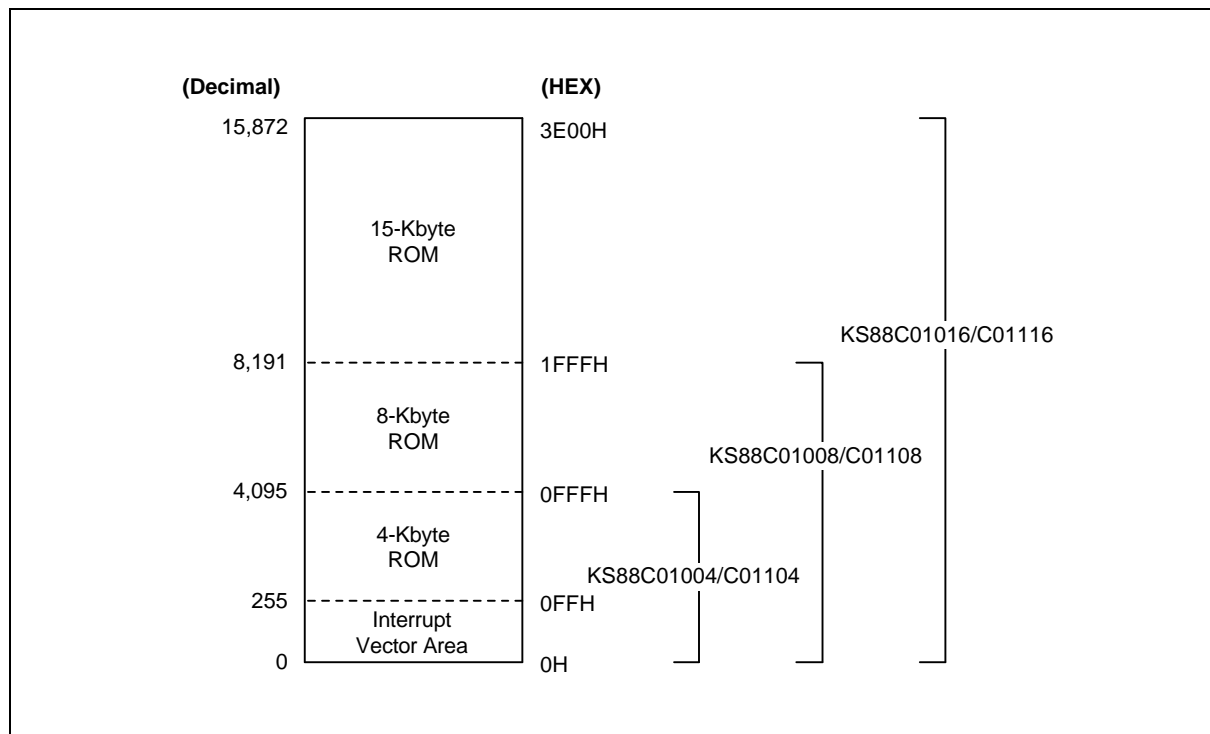 (Decimal) (HEX)
15,872 3E00H
15-Kbyte
ROM
KS88C01016/C01116
8,191 1FFFH
8-Kbyte
ROM
KS88C01008/C01108
4,095 0FFFH
4-Kbyte
ROM
KS88C01004/C01104
255 0FFH
Interrupt
Vector Area
0 0H